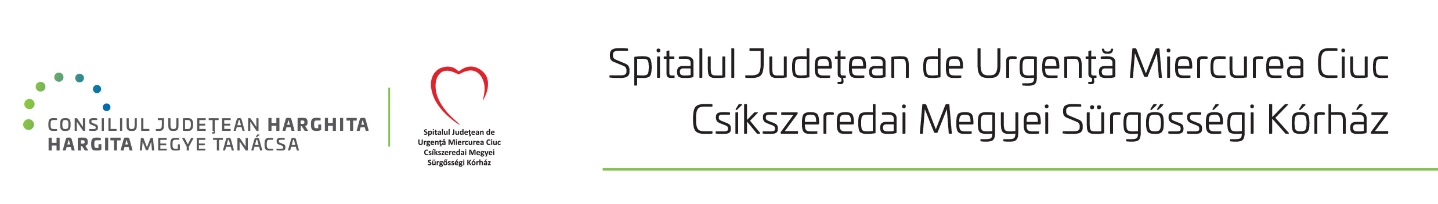 CONSILIUL JUDEŢEAN HARGHITA
HARGITA MEGYE TANÁCSA
Spitalul Judeţean de
Urgenţă Miercurea Ciuc
Csíkszeredai Megyei
Sürgősségi Kórház
Spitalul Judeţean de Urgenţă Miercurea Ciuc
Csíkszeredai Megyei Sürgősségi Kórház